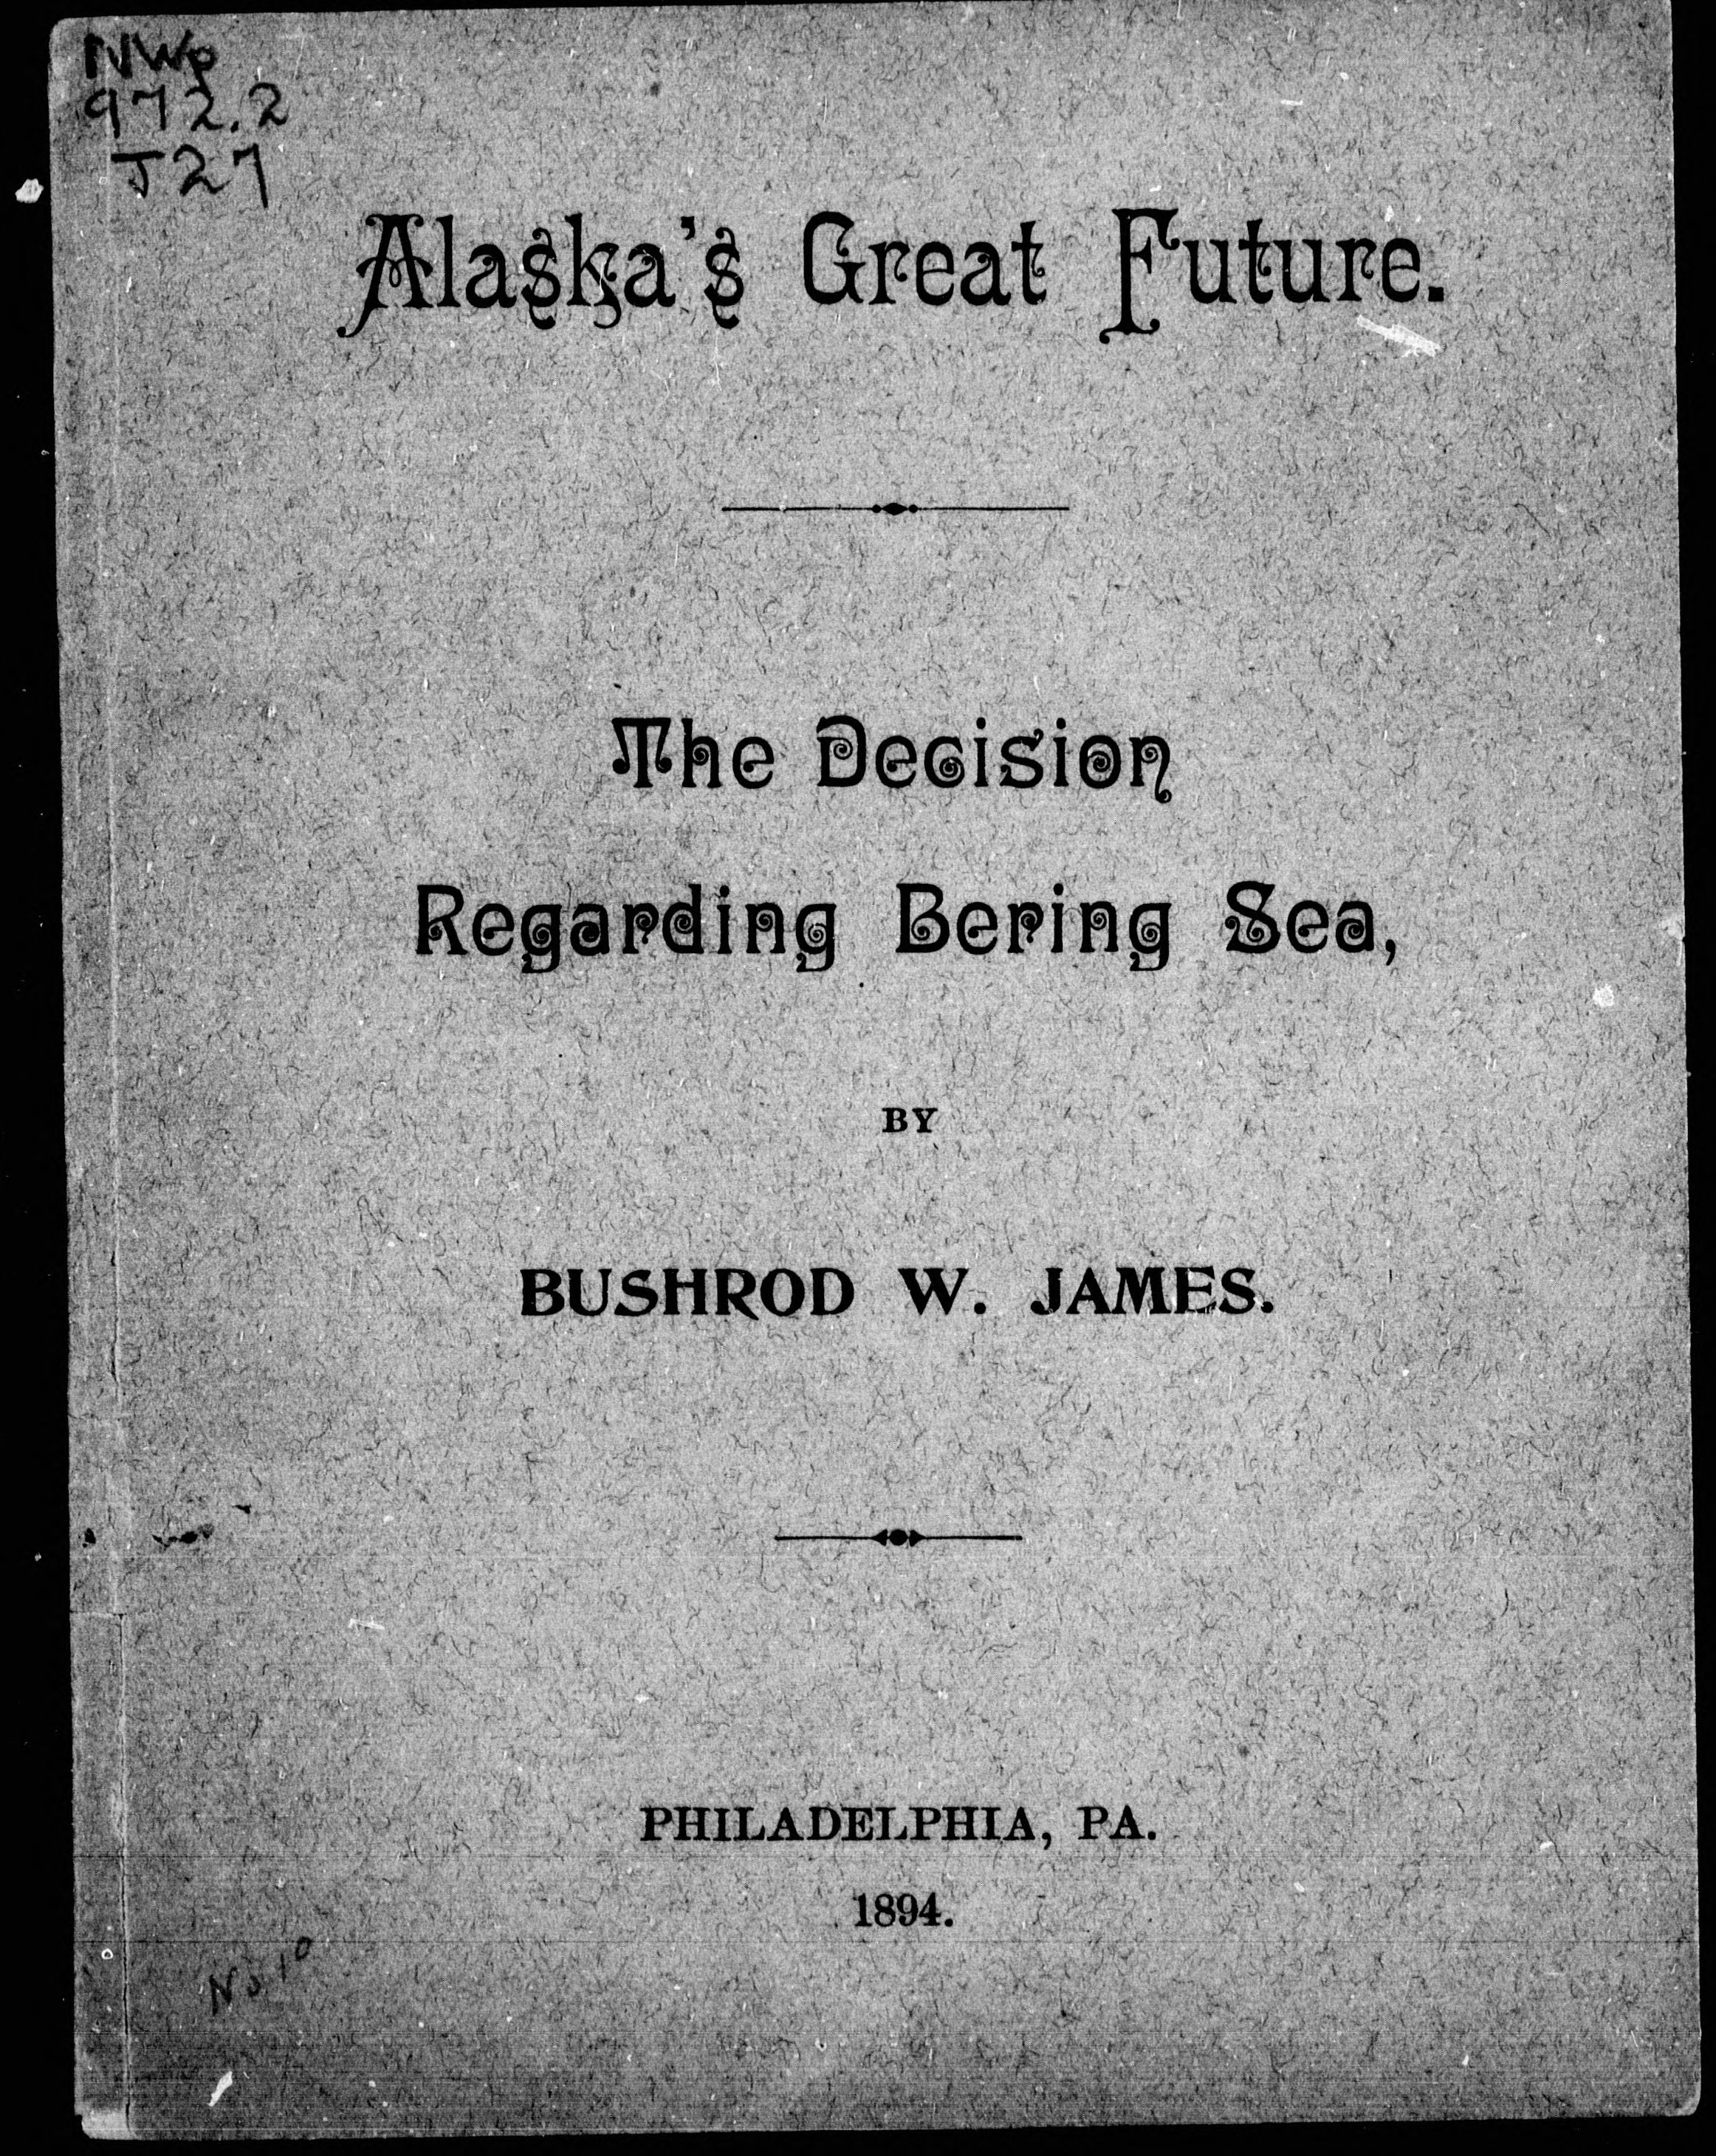 NWp
972.2
J27
Alaska's Great Future.
The Decision
Regarding Bering Sea,
BY
BUSHROD W. JAMES.
PHILADELPHIA, PA.
1894.
No. 10